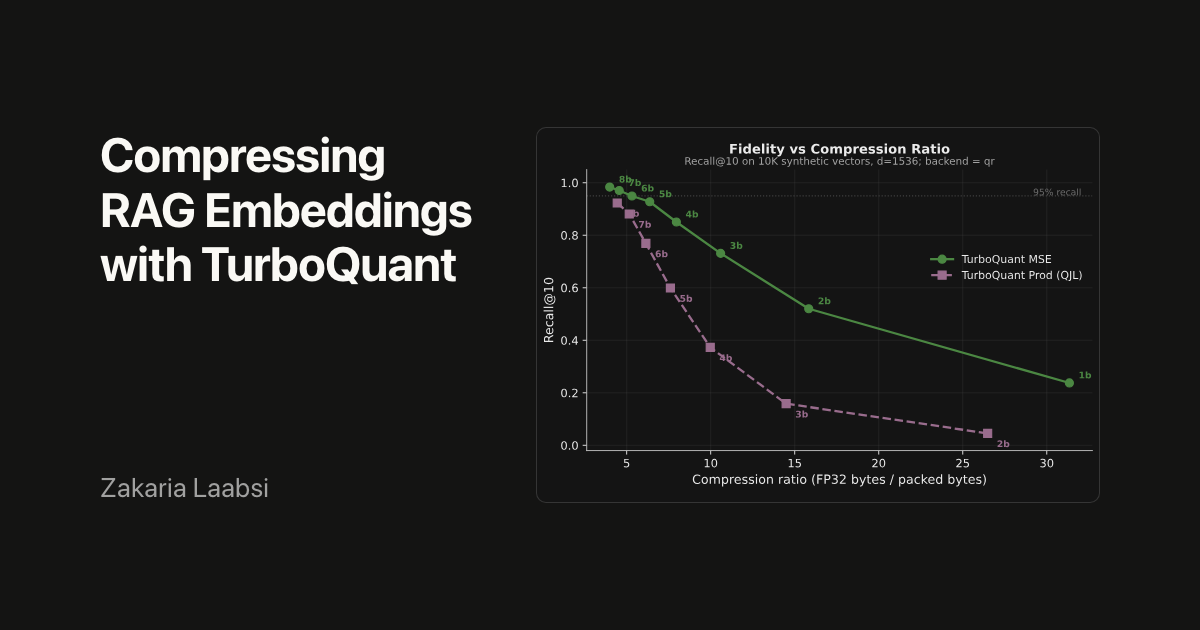 Compressing
RAG Embeddings
with TurboQuant
Zakaria Laabsi
Fidelity vs Compression Ratio
Recall@10 on 10K synthetic vectors, d=1536; backend = qr
95% recall
8b
7b
6b
5b
4b
3b
2b
1b
7b
6b
5b
4b
3b
2b
TurboQuant MSE
TurboQuant Prod (QJL)
Recall@10
1.0
0.8
0.6
0.4
0.2
0.0
5
10
15
20
25
30
Compression ratio (FP32 bytes / packed bytes)